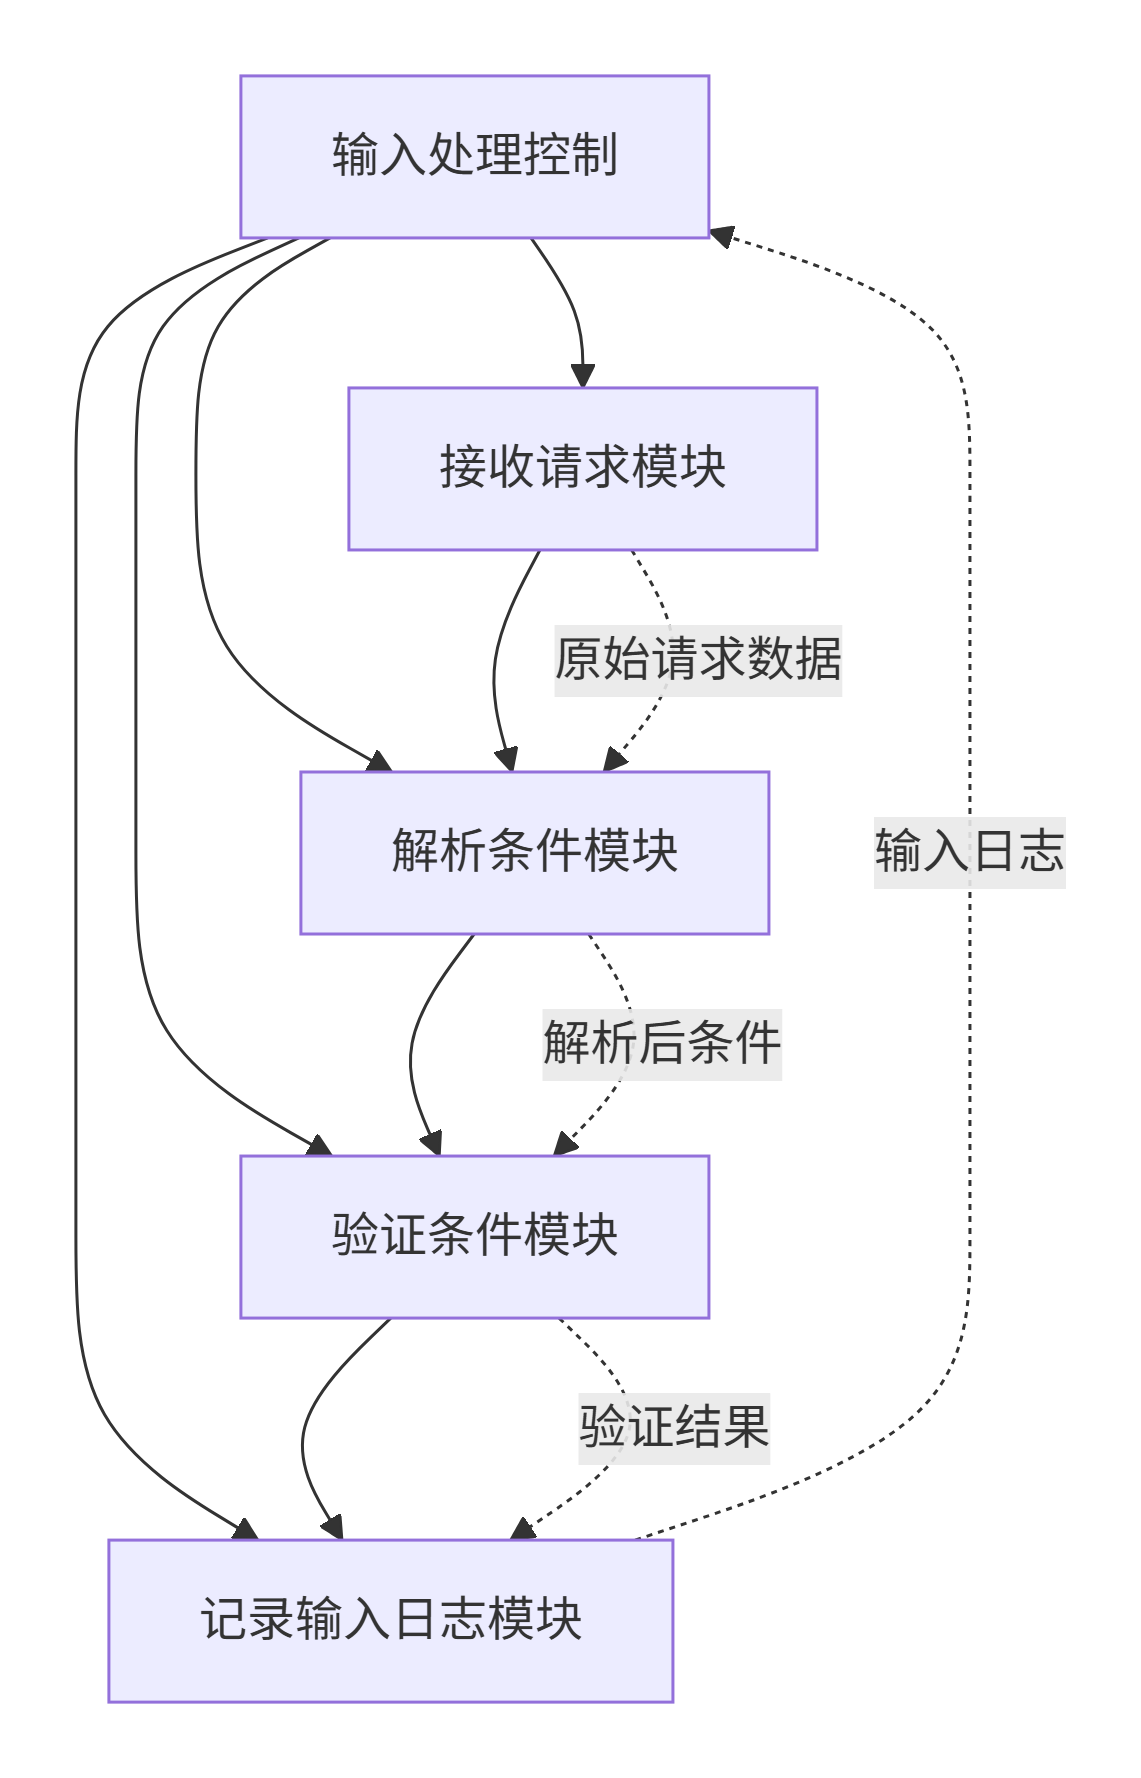 输入处理控制
接收请求模块
原始请求数据
解析条件模块
输入日志
解析后条件
验证条件模块
验证结果
记录输入日志模块